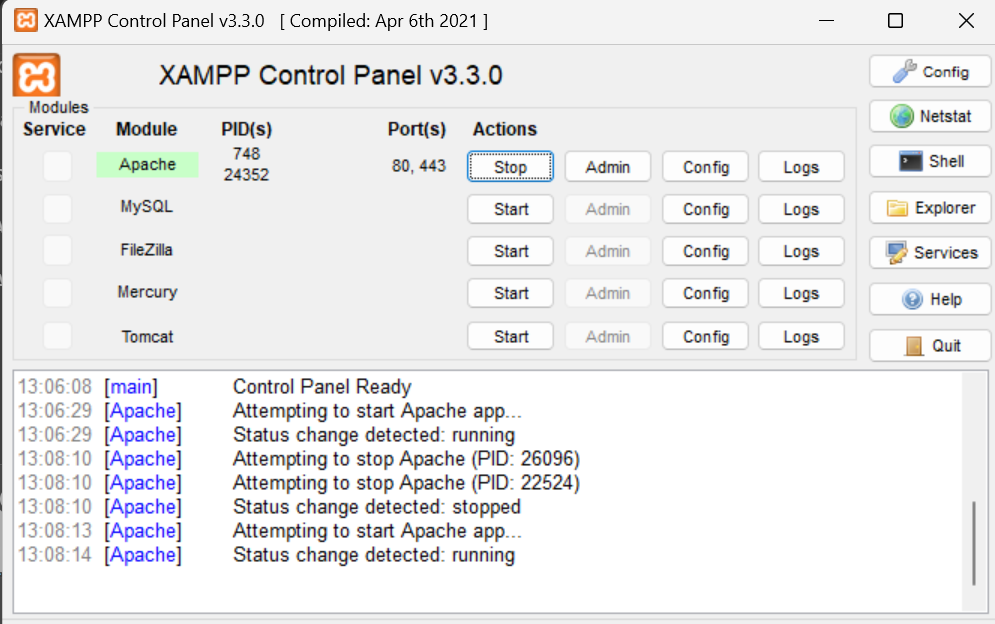 XAMPP Control Panel v3.3.0 [ Compiled: Apr 6th 2021 ]
XAMPP Control Panel v3.3.0
Config
Modules
Service Module PID(s) Port(s) Actions
Netstat
Apache 748 24352 80, 443 Stop Admin Config Logs
Shell
MySQL Start Admin Config Logs
Explorer
FileZilla Start Admin Config Logs
Services
Mercury Start Admin Config Logs
Help
Tomcat Start Admin Config Logs
Quit
13:06:08 [main] Control Panel Ready
13:06:29 [Apache] Attempting to start Apache app...
13:06:29 [Apache] Status change detected: running
13:08:10 [Apache] Attempting to stop Apache (PID: 26096)
13:08:10 [Apache] Attempting to stop Apache (PID: 22524)
13:08:10 [Apache] Status change detected: stopped
13:08:13 [Apache] Attempting to start Apache app...
13:08:14 [Apache] Status change detected: running